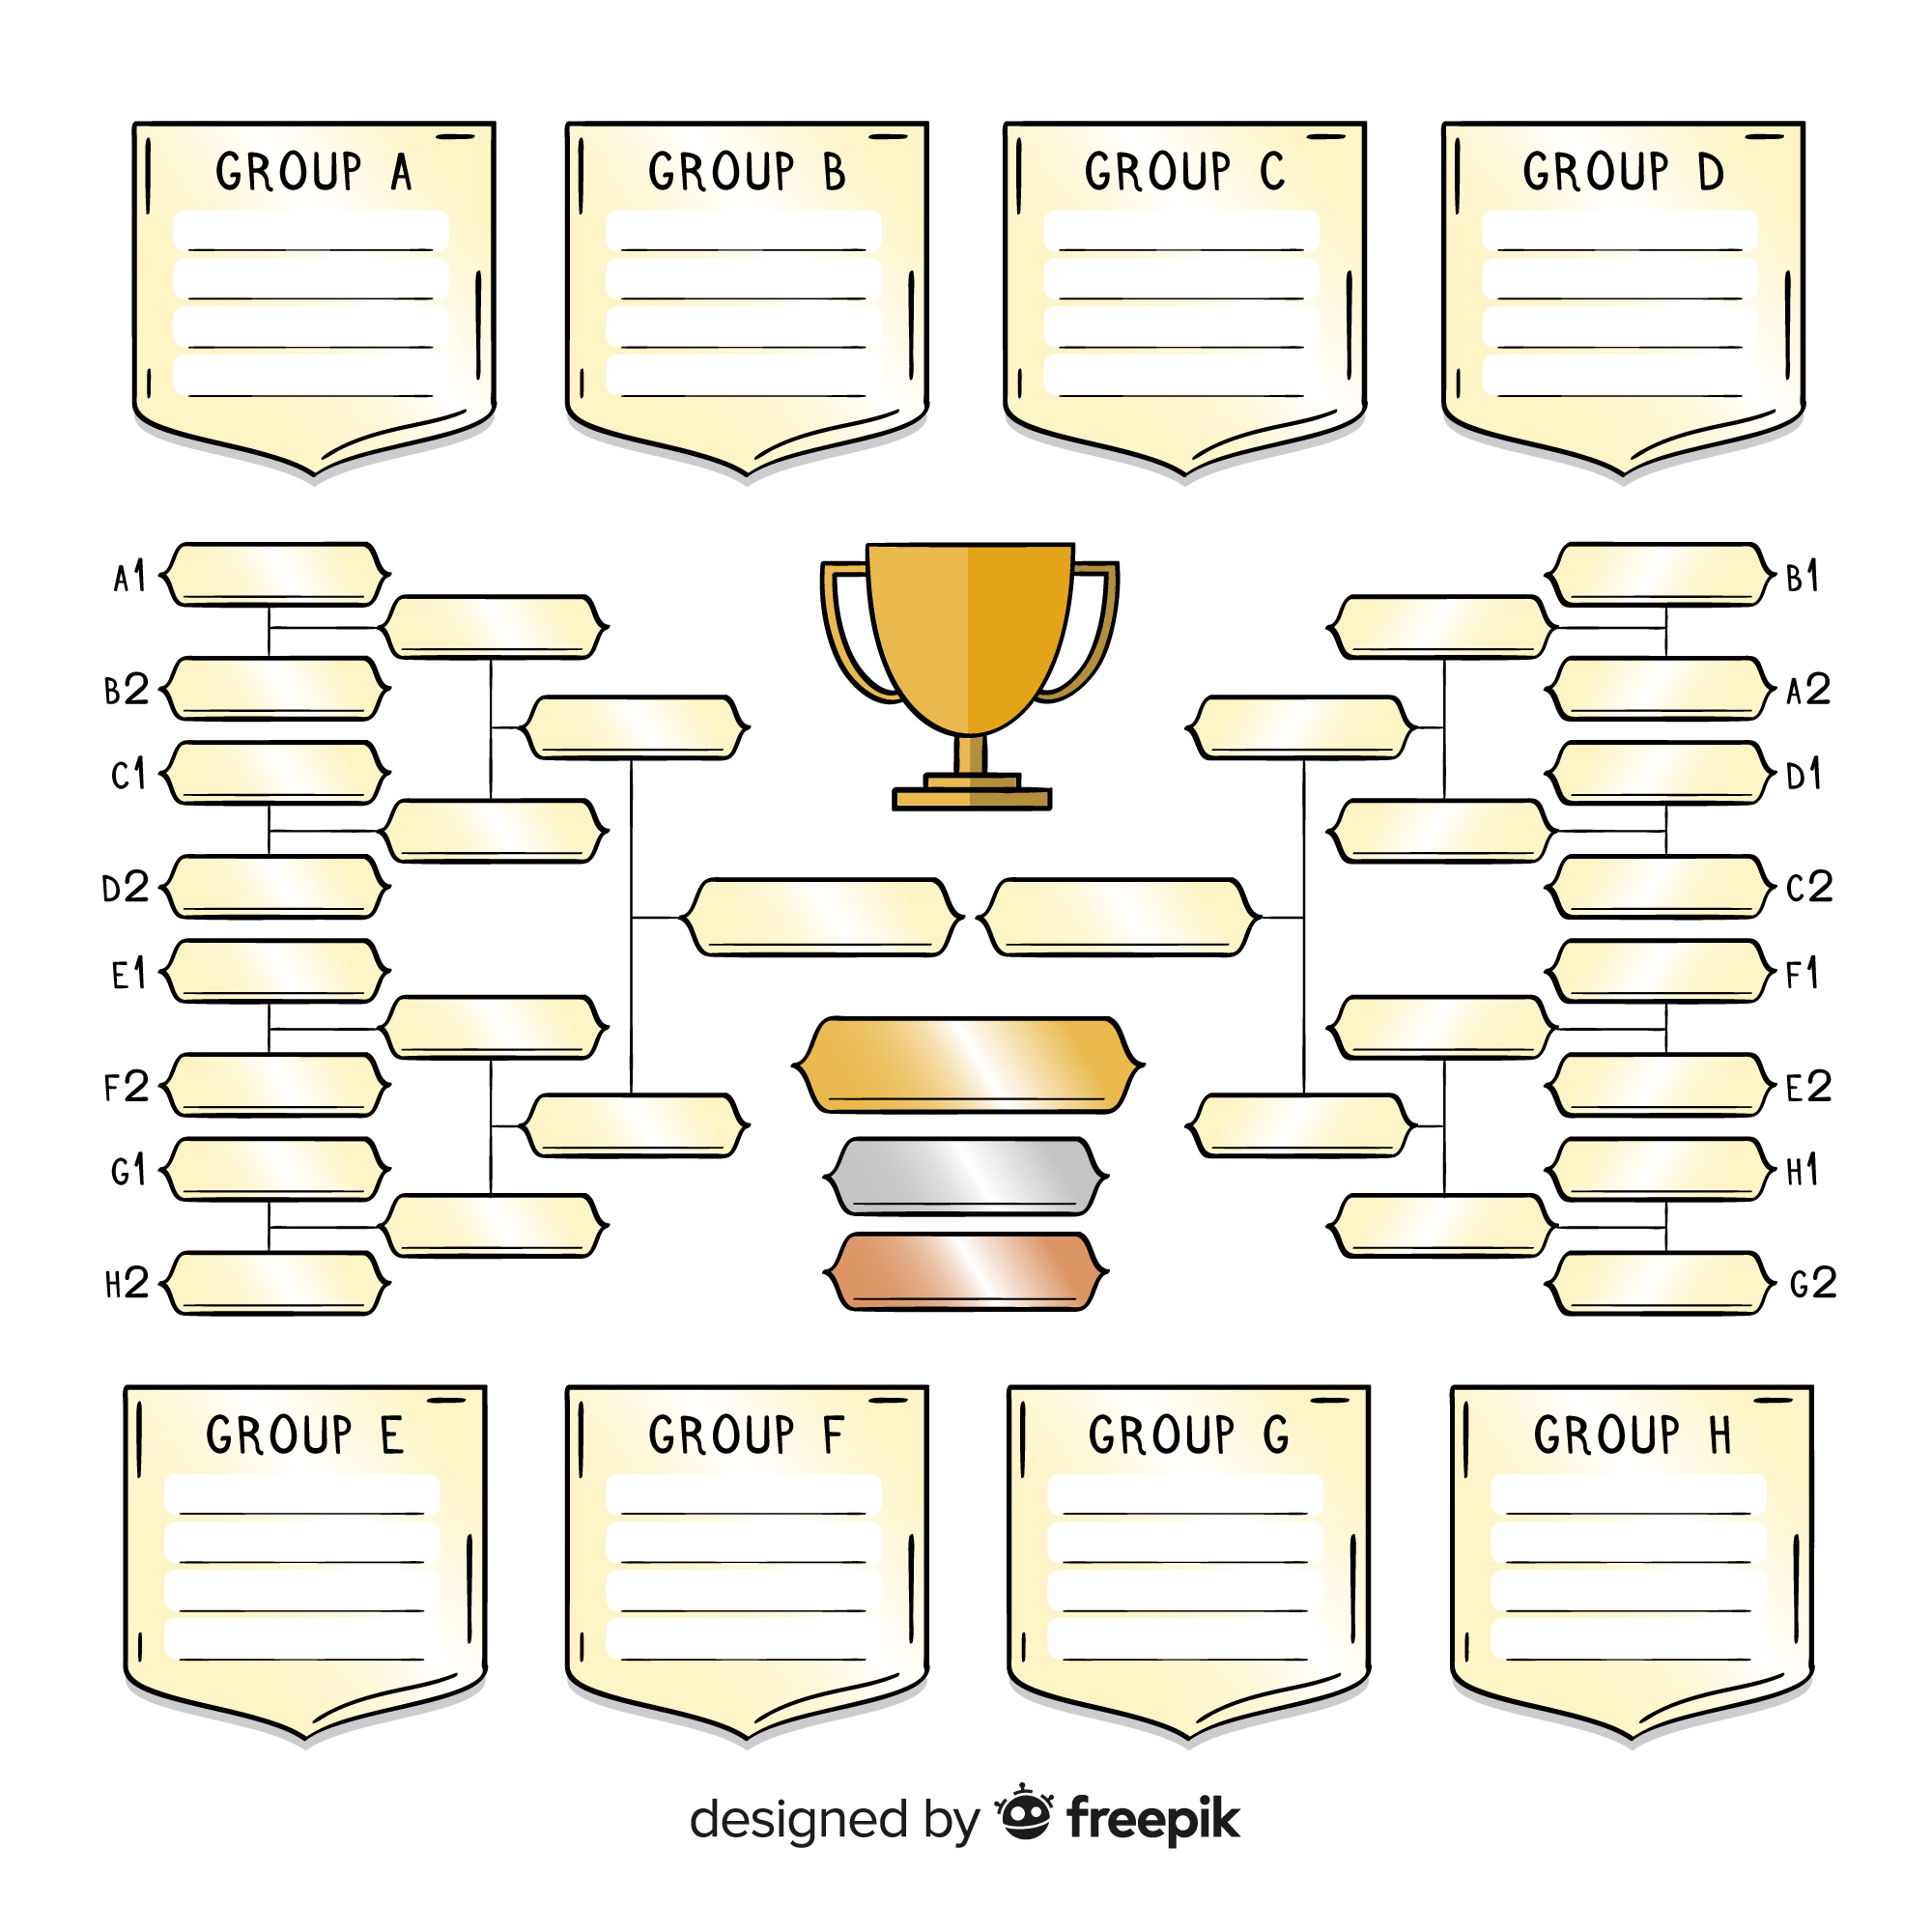 GROUP A
GROUP B
GROUP C
GROUP D
A1
B1
B2
A2
C1
D1
D2
C2
E1
F1
F2
E2
G1
H1
H2
G2
GROUP E
GROUP F
GROUP G
GROUP H
designed by freepik